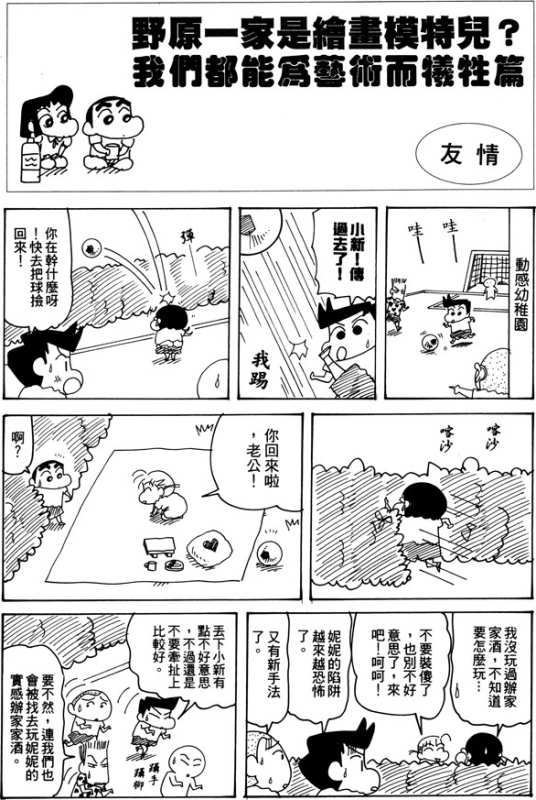 野原一家是繪畫模特兒？
我們都能為藝術而犧牲篇
友情
動感幼稚園
哇
哇
小新！傳
過去了！
我踢
彈
你在幹什麼呀
！快去把球撿
回來！
喀沙
喀沙
你回來啦
，老公！
啊？
我沒玩過辦家
家酒，不知道
要怎麼玩…
不要裝傻了
，也別不好
意思了，來
吧！呵呵！
妮妮的陷阱
越來越恐怖
了。
又有新手法
了。
丟下小新有
點不好意思
，不過還是
不要牽扯上
比較好。
躡手
躡腳
要不然，連我們也
會被找去玩妮妮的
實感辦家家酒。